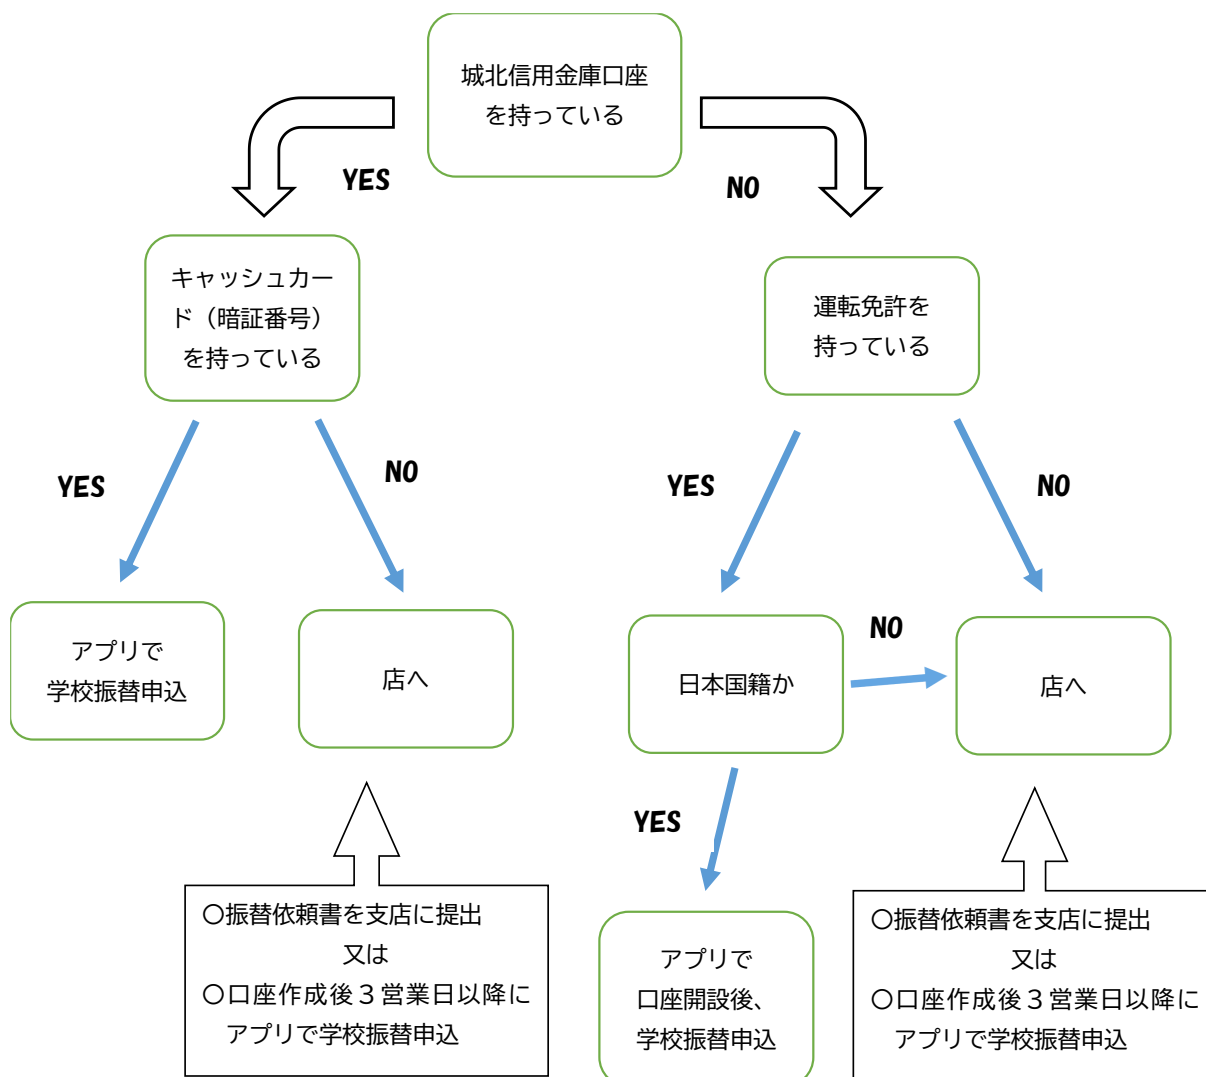 城北信用金庫口座
を持っている
YES
NO
キャッシュカー
ド（暗証番号）
を持っている
運転免許を
持っている
YES
NO
YES
NO
アプリで
学校振替申込
店へ
日本国籍か
NO
店へ
YES
〇振替依頼書を支店に提出
又は
〇口座作成後３営業日以降に
アプリで学校振替申込
アプリで
口座開設後、
学校振替申込
〇振替依頼書を支店に提出
又は
〇口座作成後３営業日以降に
アプリで学校振替申込